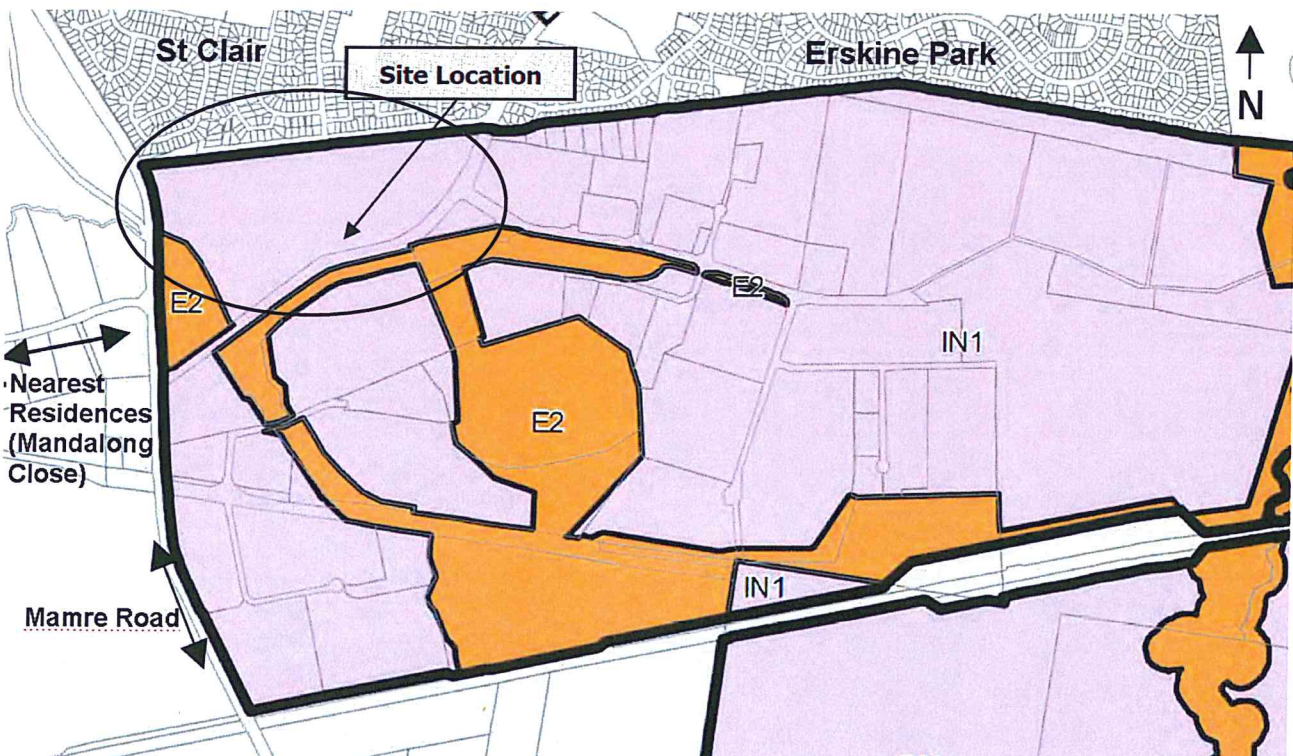 St Clair
Site Location
Erskine Park
N
E2
E2
IN1
Nearest
Residences
(Mandalong
Close)
E2
IN1
Mamre Road